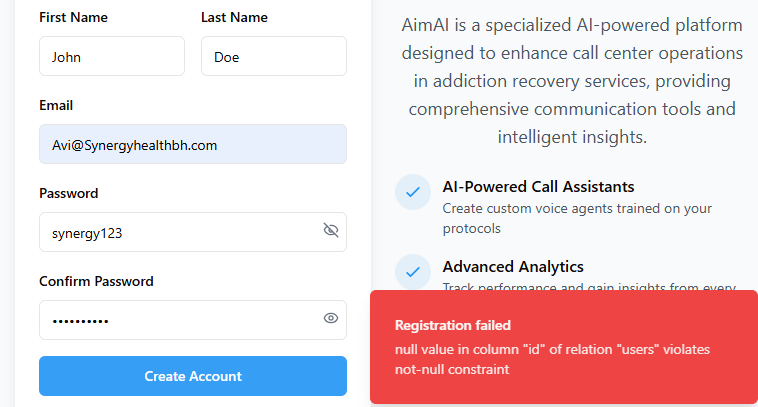 First Name
Last Name
John
Doe
Email
Avi@Synergyhealthbh.com
Password
synergy123
Confirm Password
••••••••••
Create Account
AimAI is a specialized AI-powered platform
designed to enhance call center operations
in addiction recovery services, providing
comprehensive communication tools and
intelligent insights.
AI-Powered Call Assistants
Create custom voice agents trained on your
protocols
Advanced Analytics
Track performance and gain insights from every
Registration failed
null value in column "id" of relation "users" violates
not-null constraint